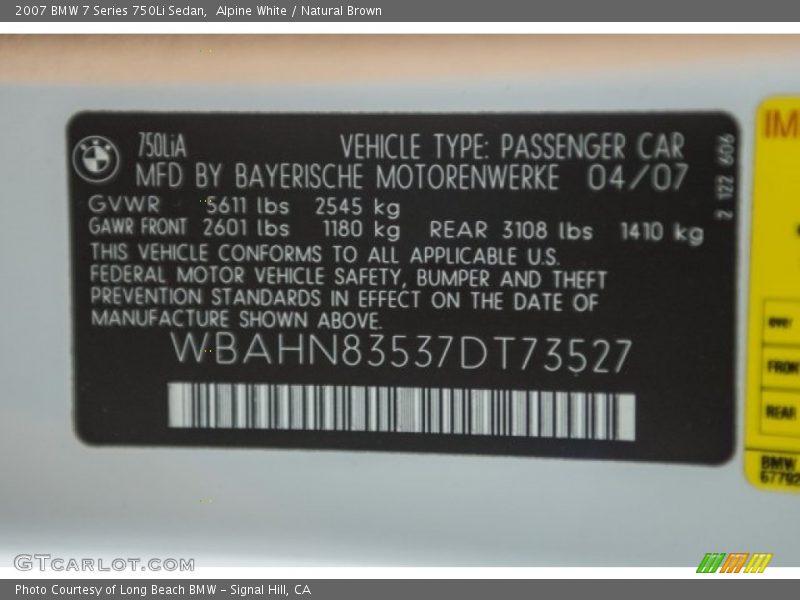 2007 BMW 7 Series 750Li Sedan,  Alpine White / Natural Brown
750LiA
VEHICLE TYPE: PASSENGER CAR
MFD BY BAYERISCHE MOTORENWERKE 04/07
GVWR 5611 lbs 2545 kg
GAWR FRONT 2601 lbs 1180 kg REAR 3108 lbs 1410 kg
THIS VEHICLE CONFORMS TO ALL APPLICABLE U.S.
FEDERAL MOTOR VEHICLE SAFETY, BUMPER AND THEFT
PREVENTION STANDARDS IN EFFECT ON THE DATE OF
MANUFACTURE SHOWN ABOVE.
WBAHN83537DT73527
2 122 606
FRON
REAR
BMW
67792
GTCARLOT.COM
Photo Courtesy of Long Beach BMW - Signal Hill, CA